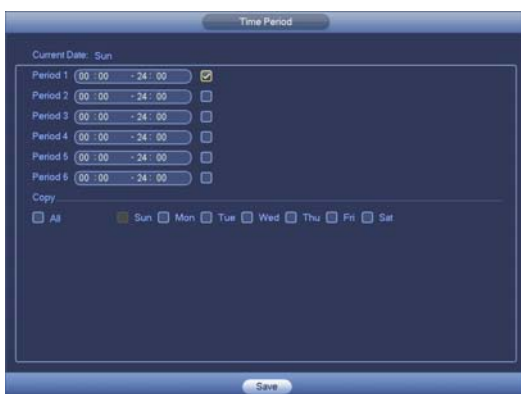 Time Period
Current Date: Sun
Period 1 00 : 00 - 24 : 00
Period 2 00 : 00 - 24 : 00
Period 3 00 : 00 - 24 : 00
Period 4 00 : 00 - 24 : 00
Period 5 00 : 00 - 24 : 00
Period 6 00 : 00 - 24 : 00
Copy
All Sun Mon Tue Wed Thu Fri Sat
Save